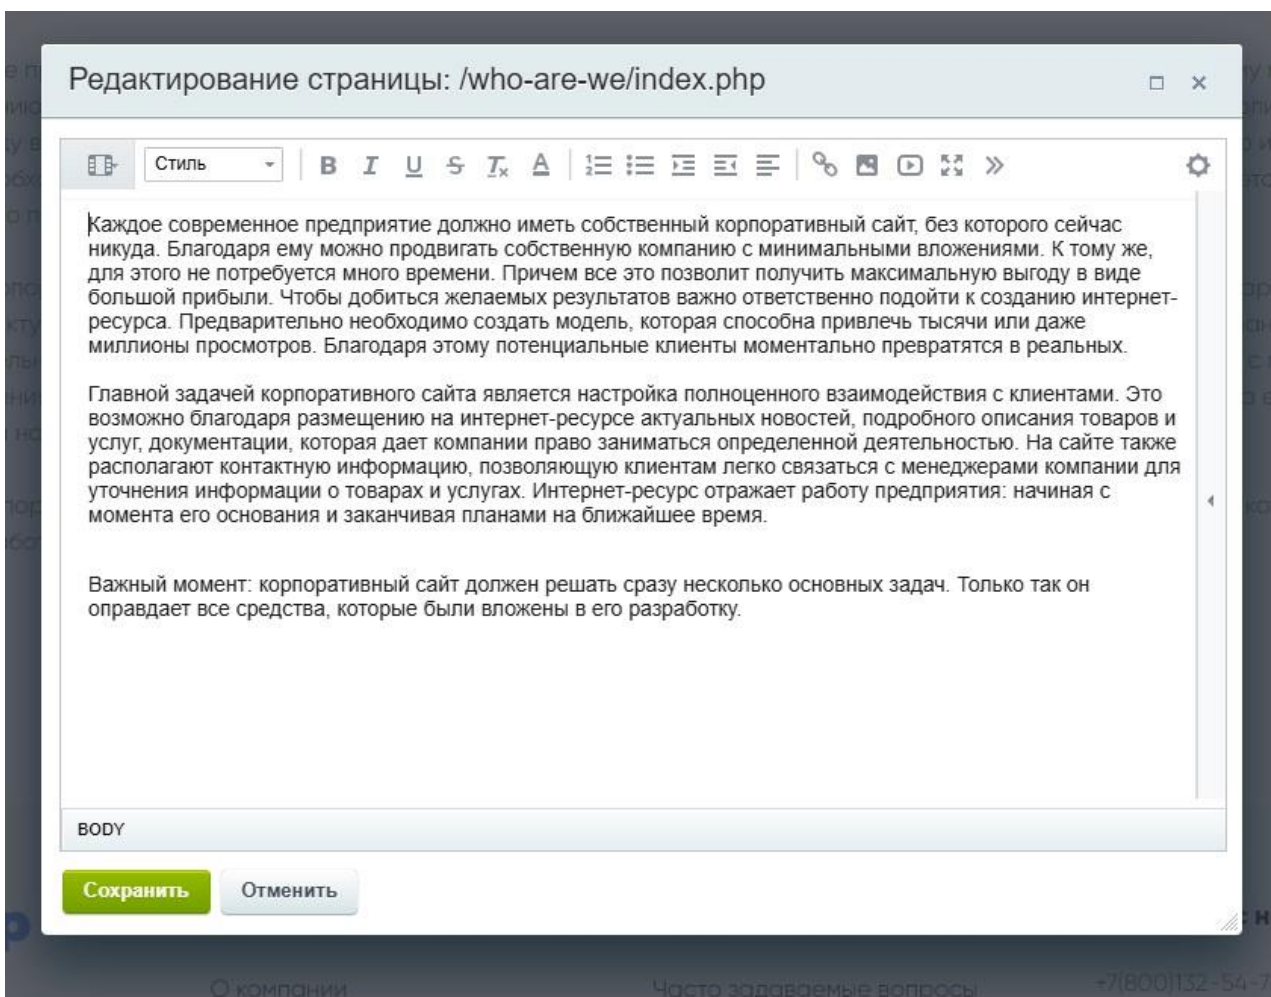 Редактирование страницы: /who-are-we/index.php
Стиль
Каждое современное предприятие должно иметь собственный корпоративный сайт, без которого сейчас
никуда. Благодаря ему можно продвигать собственную компанию с минимальными вложениями. К тому же,
для этого не потребуется много времени. Причем все это позволит получить максимальную выгоду в виде
большой прибыли. Чтобы добиться желаемых результатов важно ответственно подойти к созданию интернет-
ресурса. Предварительно необходимо создать модель, которая способна привлечь тысячи или даже
миллионы просмотров. Благодаря этому потенциальные клиенты моментально превратятся в реальных.
Главной задачей корпоративного сайта является настройка полноценного взаимодействия с клиентами. Это
возможно благодаря размещению на интернет-ресурсе актуальных новостей, подробного описания товаров и
услуг, документации, которая дает компании право заниматься определенной деятельностью. На сайте также
располагают контактную информацию, позволяющую клиентам легко связаться с менеджерами компании для
уточнения информации о товарах и услугах. Интернет-ресурс отражает работу предприятия: начиная с
момента его основания и заканчивая планами на ближайшее время.
Важный момент: корпоративный сайт должен решать сразу несколько основных задач. Только так он
оправдает все средства, которые были вложены в его разработку.
BODY
Сохранить Отменить
О компании Часто задаваемые вопросы +7(800)132-54-7